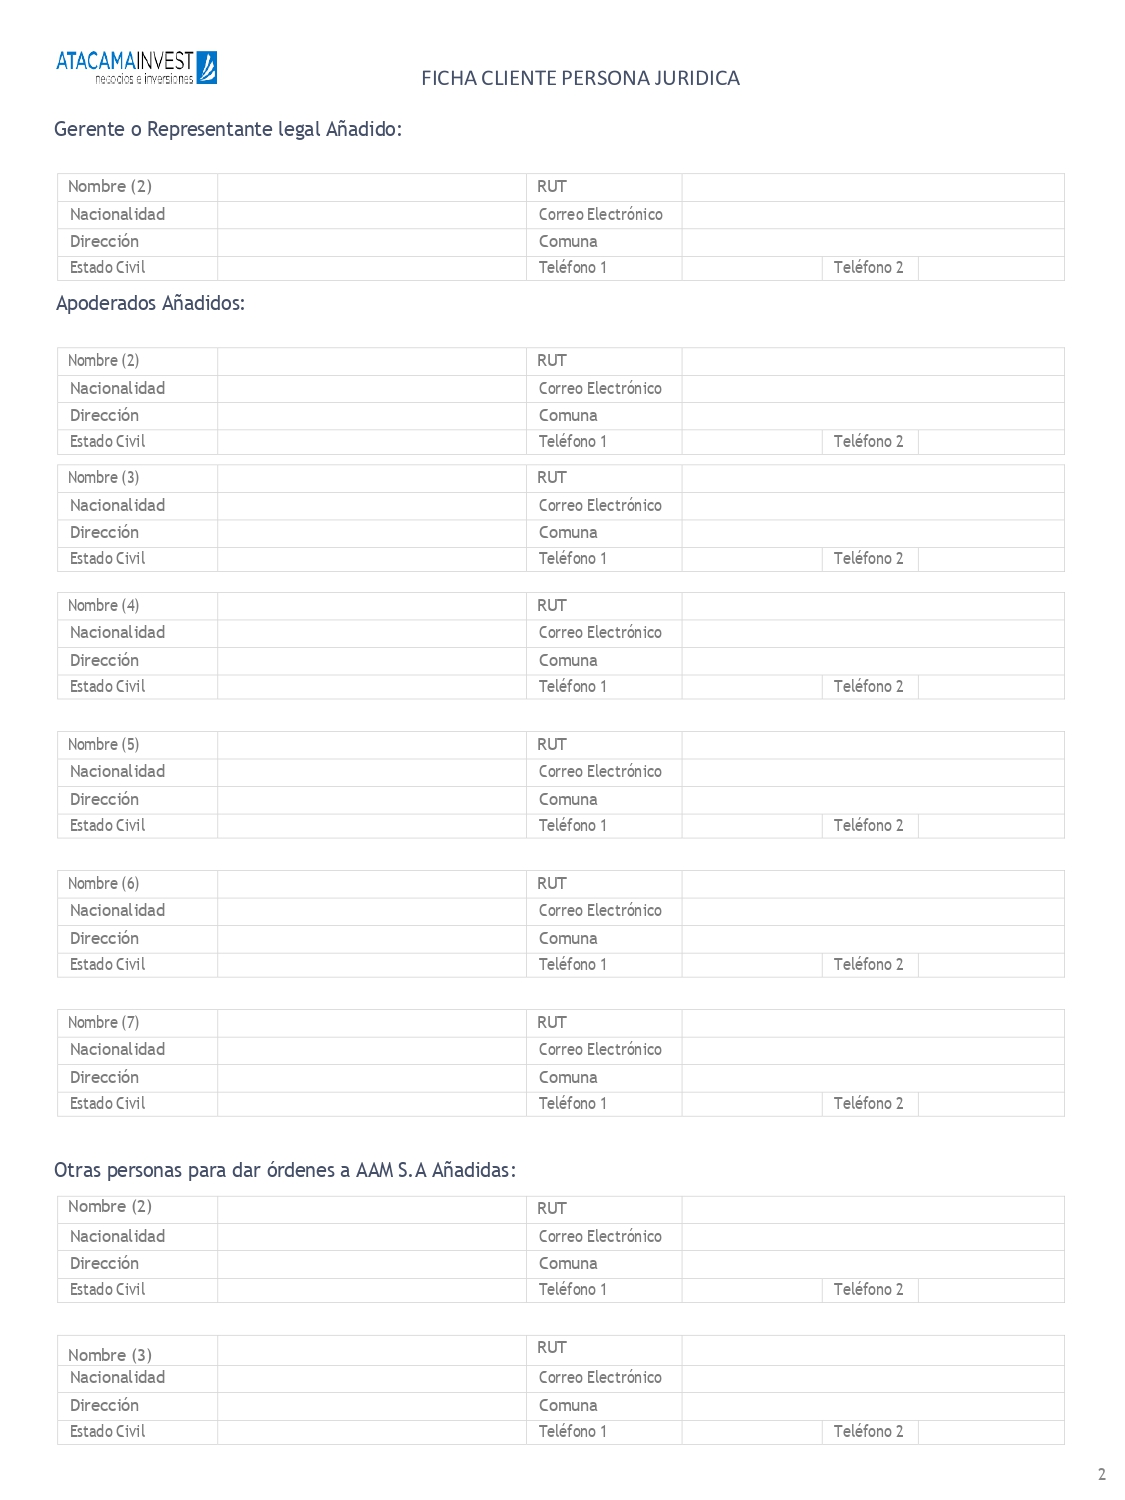 ATACAMAINVEST
negocios e inversiones
FICHA CLIENTE PERSONA JURIDICA
Gerente o Representante legal Añadido:
Nombre (2) RUT
Nacionalidad Correo Electrónico
Dirección Comuna
Estado Civil Teléfono 1 Teléfono 2
Apoderados Añadidos:
Nombre (2) RUT
Nacionalidad Correo Electrónico
Dirección Comuna
Estado Civil Teléfono 1 Teléfono 2
Nombre (3) RUT
Nacionalidad Correo Electrónico
Dirección Comuna
Estado Civil Teléfono 1 Teléfono 2
Nombre (4) RUT
Nacionalidad Correo Electrónico
Dirección Comuna
Estado Civil Teléfono 1 Teléfono 2
Nombre (5) RUT
Nacionalidad Correo Electrónico
Dirección Comuna
Estado Civil Teléfono 1 Teléfono 2
Nombre (6) RUT
Nacionalidad Correo Electrónico
Dirección Comuna
Estado Civil Teléfono 1 Teléfono 2
Nombre (7) RUT
Nacionalidad Correo Electrónico
Dirección Comuna
Estado Civil Teléfono 1 Teléfono 2
Otras personas para dar órdenes a AAM S.A Añadidas:
Nombre (2) RUT
Nacionalidad Correo Electrónico
Dirección Comuna
Estado Civil Teléfono 1 Teléfono 2
Nombre (3) RUT
Nacionalidad Correo Electrónico
Dirección Comuna
Estado Civil Teléfono 1 Teléfono 2
2